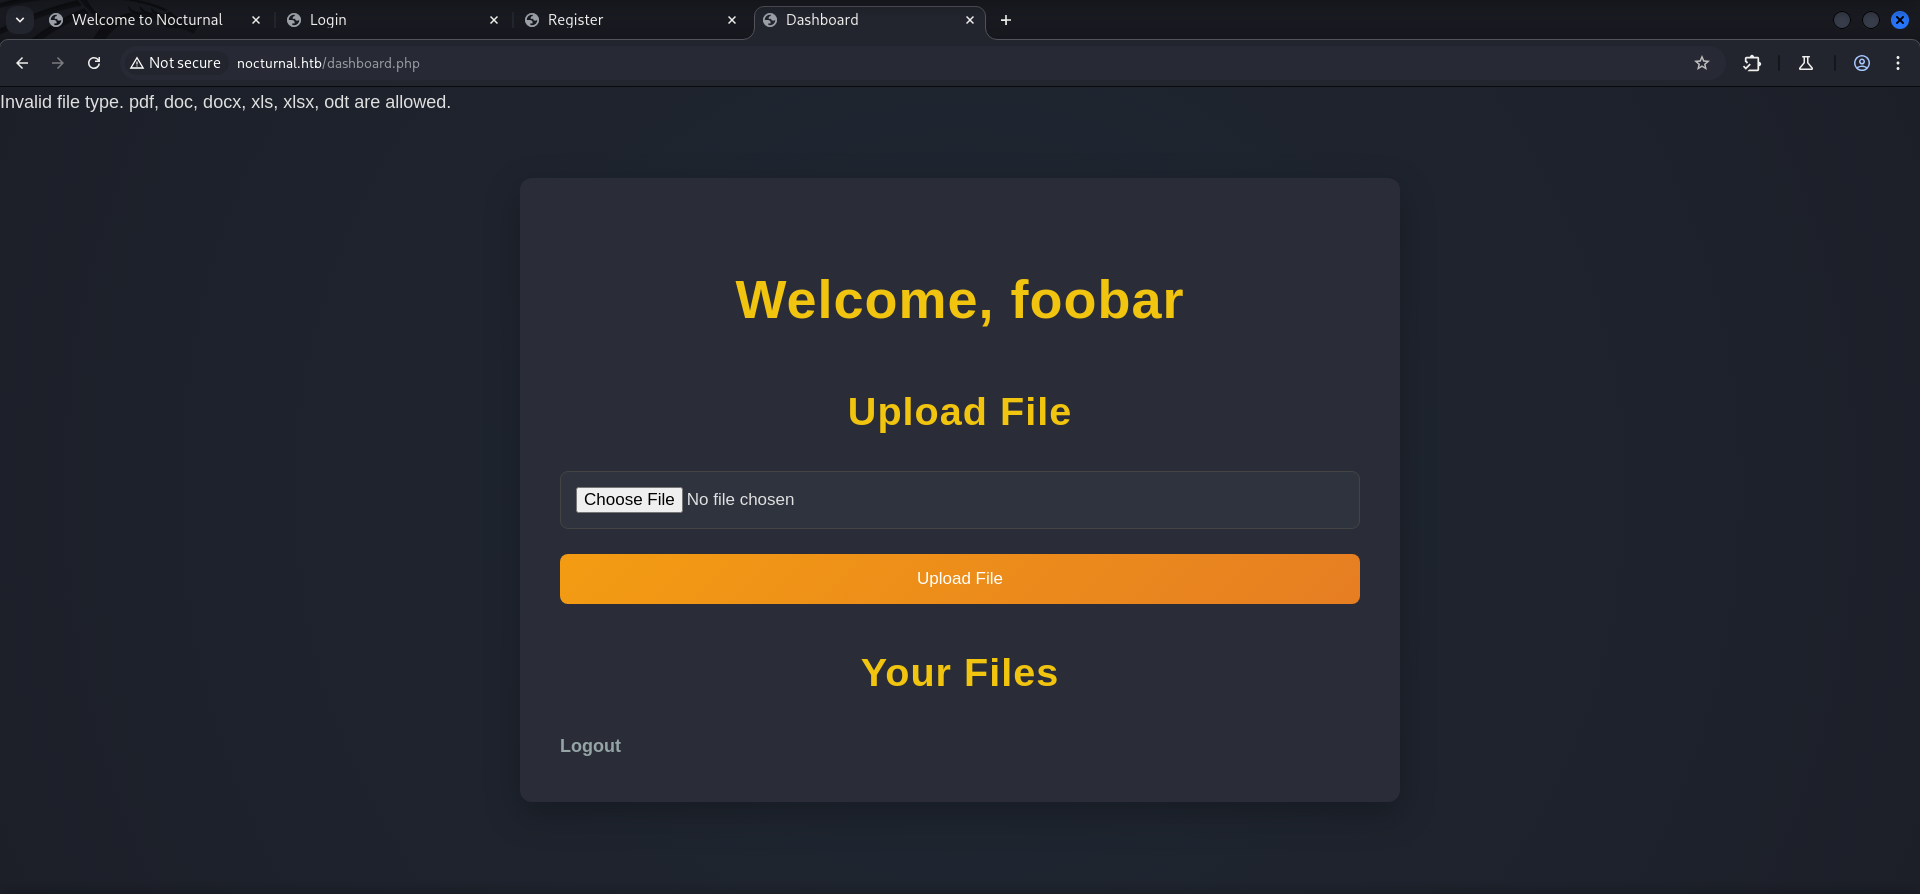 Welcome to Nocturnal
Login
Register
Dashboard
Not secure
nocturnal.htb/dashboard.php
Invalid file type. pdf, doc, docx, xls, xlsx, odt are allowed.
Welcome, foobar
Upload File
Choose File No file chosen
Upload File
Your Files
Logout